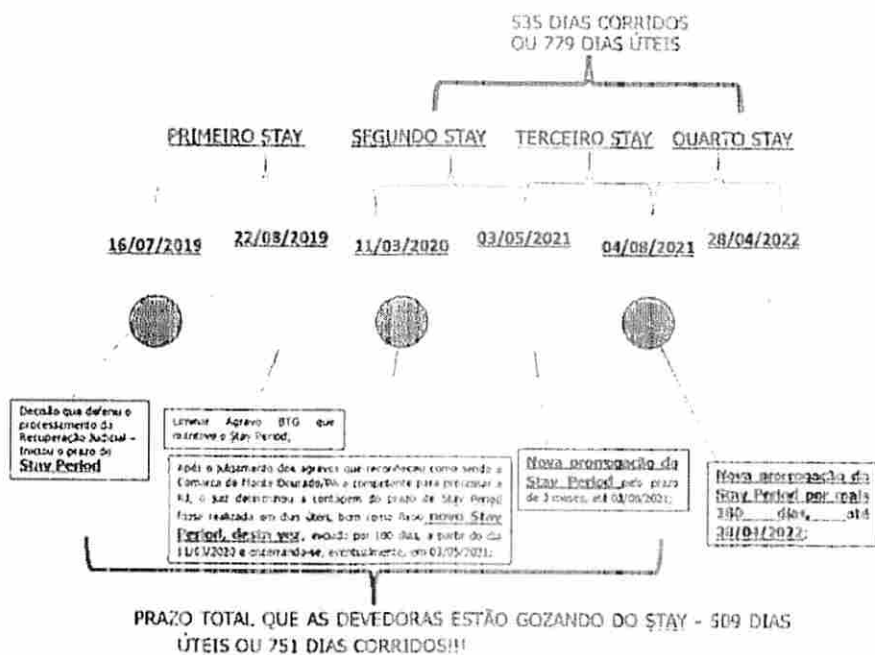 535 DIAS CORRIDOS
OU 779 DIAS ÚTEIS
PRIMEIRO STAY SEGUNDO STAY TERCEIRO STAY QUARTO STAY
16/07/2019 22/08/2019 11/03/2020 03/05/2021 04/08/2021 28/04/2022
Decisão que deferiu o
processamento da
Recuperação Judicial –
Iniciou o prazo do
Stay Period
Liminar Agravo BTG que
manteve o Stay Period;
Após o julgamento dos agravos que reconheceu como sendo a
Comarca de Monte Dourado/PA a competente para processar a
RJ, o juiz determinou a contagem do prazo de Stay Period
fosse realizada em dias úteis, bem como fixou novo Stay
Period, desta vez, por 180 dias, a partir do dia
11/03/2020 e encerrando-se, eventualmente, em 03/05/2021;
Nova prorrogação do
Stay Period pelo prazo
de 3 meses, até 03/08/2021;
Nova prorrogação do
Stay Period por mais
180 dias, até
28/04/2022;
PRAZO TOTAL QUE AS DEVEDORAS ESTÃO GOZANDO DO STAY - 509 DIAS
ÚTEIS OU 751 DIAS CORRIDOS!!!